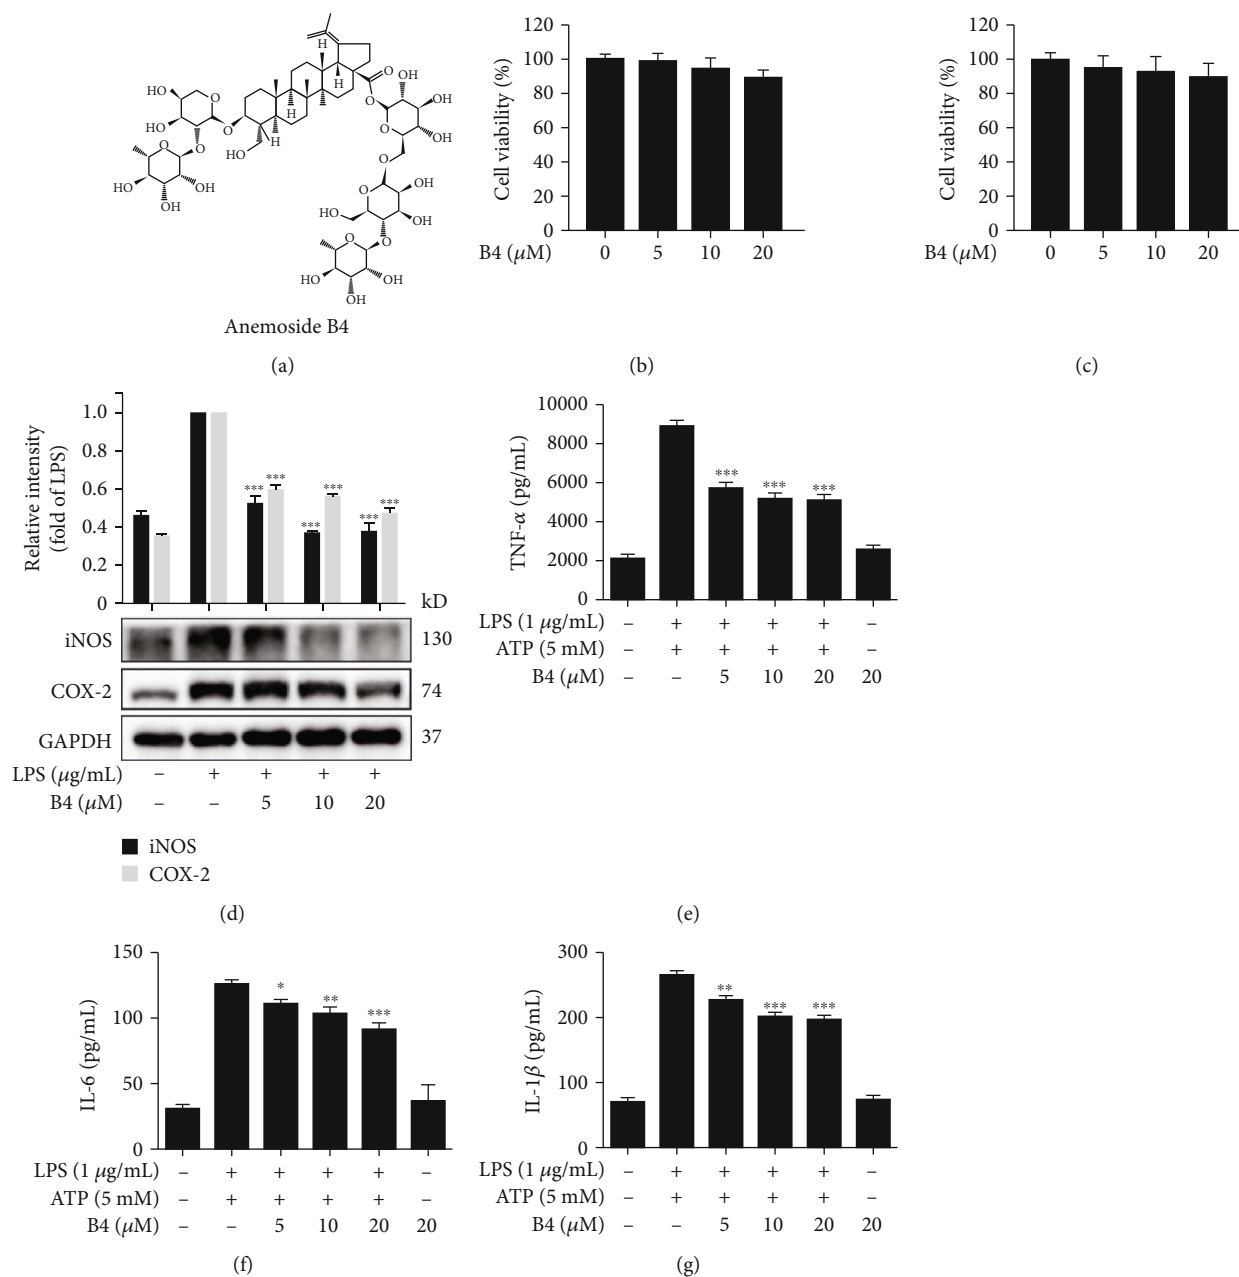 H
H
H
H
O
O
O
HO
OH
OH
OH
O
HO
HO
O
HO
O
O
O
HO
OH
OH
O
OH
OH
O
HO
O
O
HO
OH
OH
Anemoside B4
(a)
Cell viability (%)
120
100
80
60
40
20
0
B4 (μM) 0 5 10 20
(b)
Cell viability (%)
120
100
80
60
40
20
0
B4 (μM) 0 5 10 20
(c)
Relative intensity
(fold of LPS)
1.0
0.8
0.6
0.4
0.2
0
*** *** *** *** *** ***
kD
iNOS 130
COX-2 74
GAPDH 37
LPS (μg/mL) – + + + +
B4 (μM) – – 5 10 20
iNOS
COX-2
(d)
TNF-α (pg/mL)
10000
8000
6000
4000
2000
0
*** *** ***
LPS (1 μg/mL) – + + + + –
ATP (5 mM) – + + + + –
B4 (μM) – – 5 10 20 20
(e)
IL-6 (pg/mL)
150
100
50
0
* ** ***
LPS (1 μg/mL) – + + + + –
ATP (5 mM) – + + + + –
B4 (μM) – – 5 10 20 20
(f)
IL-1β (pg/mL)
300
200
100
0
** *** ***
LPS (1 μg/mL) – + + + + –
ATP (5 mM) – + + + + –
B4 (μM) – – 5 10 20 20
(g)